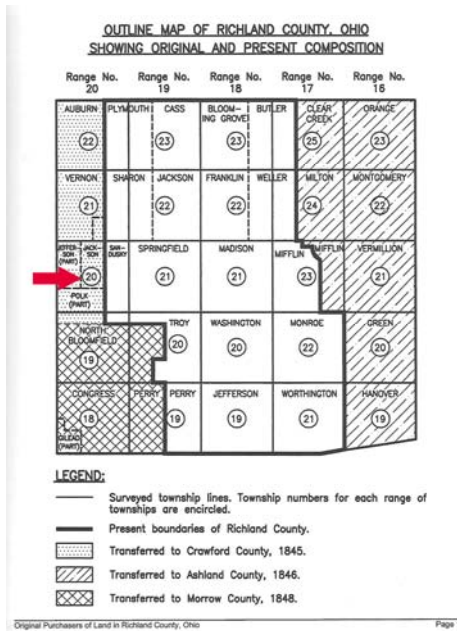 OUTLINE MAP OF RICHLAND COUNTY, OHIO
SHOWING ORIGINAL AND PRESENT COMPOSITION
Range No. Range No. Range No. Range No. Range No.
20 19 18 17 16
AUBURN PLYMOUTH CASS BLOOM- BUTLER CLEAR ORANGE
ING GROVE CREEK
22 23 23 25 23
VERNON SHARON JACKSON FRANKLIN WELLER MILTON MONTGOMERY
21 22 22 24 22
JEFFER- JACK- SAN- SPRINGFIELD MADISON MIFFLIN MIFFLIN VERMILLION
SON SON DUSKY
(PART)
20 21 21 23 21
POLK
(PART)
NORTH TROY WASHINGTON MONROE GREEN
BLOOMFIELD
19 20 20 22 20
CONGRESS PERRY PERRY JEFFERSON WORTHINGTON HANOVER
18 19 19 21 19
GILEAD
(PART)
LEGEND:
Surveyed township lines. Township numbers for each range of
townships are encircled.
Present boundaries of Richland County.
Transferred to Crawford County, 1845.
Transferred to Ashland County, 1846.
Transferred to Morrow County, 1848.
Original Purchasers of Land in Richland County, Ohio
Page